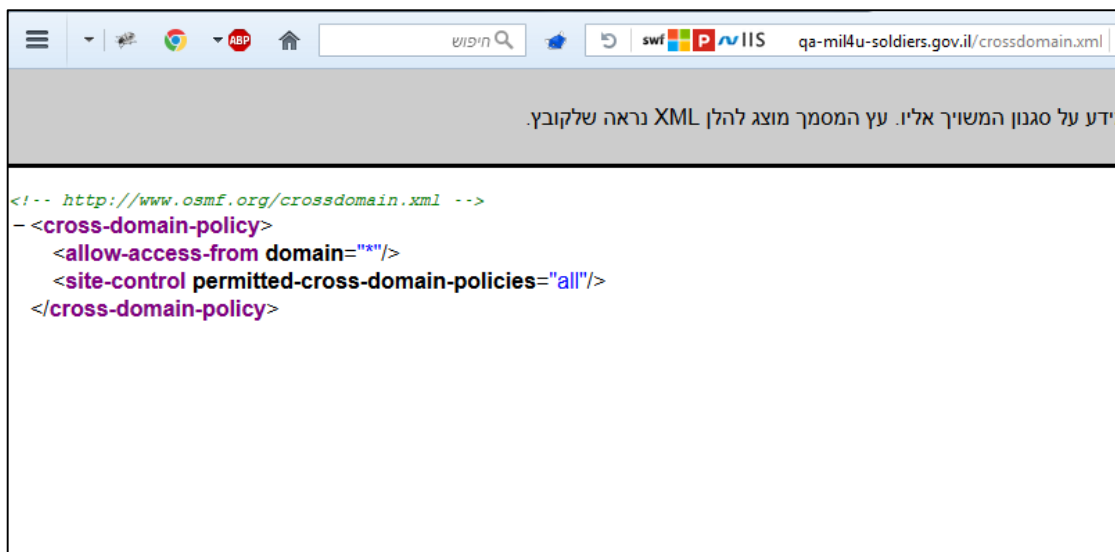 חיפוש
ABP
swf P IIS qa-mil4u-soldiers.gov.il/crossdomain.xml
ידע על סגנון המשויך אליו. עץ המסמך מוצג להלן XML נראה שלקובץ.
<!-- http://www.osmf.org/crossdomain.xml -->
– <cross-domain-policy>
<allow-access-from domain="*"/>
<site-control permitted-cross-domain-policies="all"/>
</cross-domain-policy>